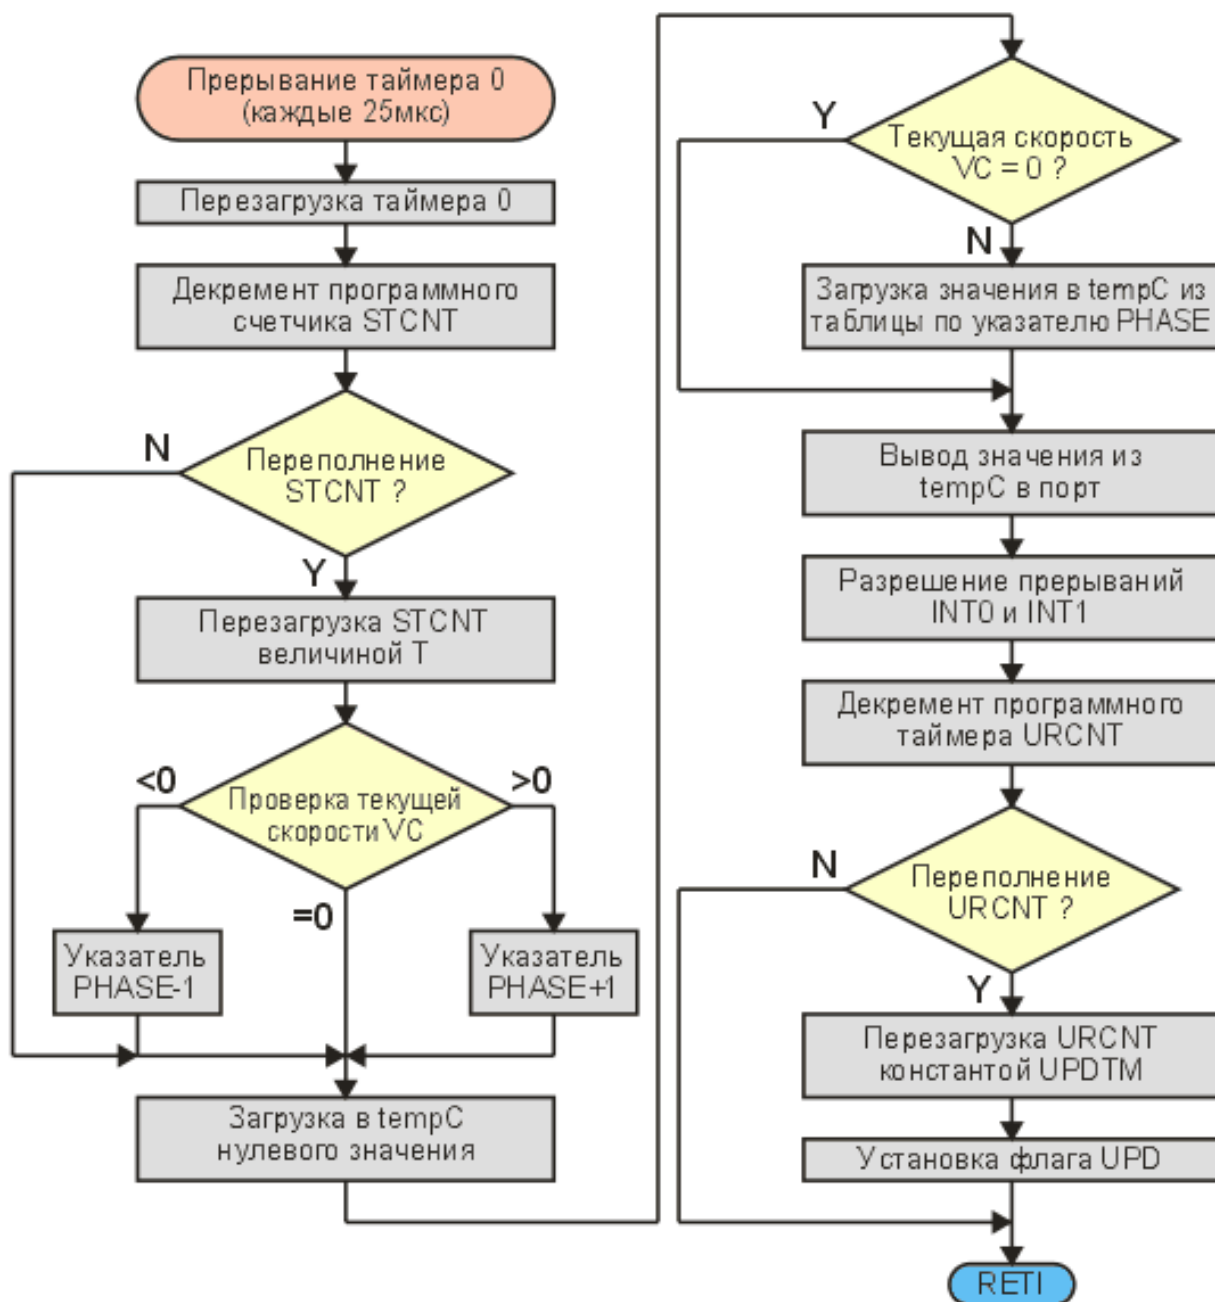 Прерывание таймера 0
(каждые 25мкс)
Перезагрузка таймера 0
Декремент программного
счетчика STCNT
N
Переполнение
STCNT ?
Y
Перезагрузка STCNT
величиной T
<0
>0
Проверка текущей
скорости VC
=0
Указатель
PHASE-1
Указатель
PHASE+1
Загрузка в tempC
нулевого значения
Y
Текущая скорость
VC = 0 ?
N
Загрузка значения в tempC из
таблицы по указателю PHASE
Вывод значения из
tempC в порт
Разрешение прерываний
INT0 и INT1
Декремент программного
таймера URCNT
N
Переполнение
URCNT ?
Y
Перезагрузка URCNT
константой UPDTM
Установка флага UPD
RETI